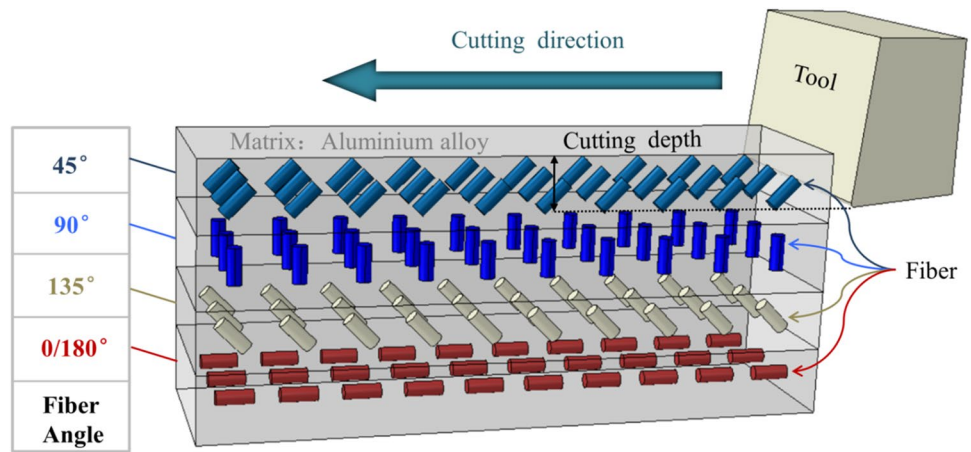 Cutting direction
Tool
Matrix： Aluminium alloy
Cutting depth
45°
90°
135°
0/180°
Fiber
Angle
Fiber